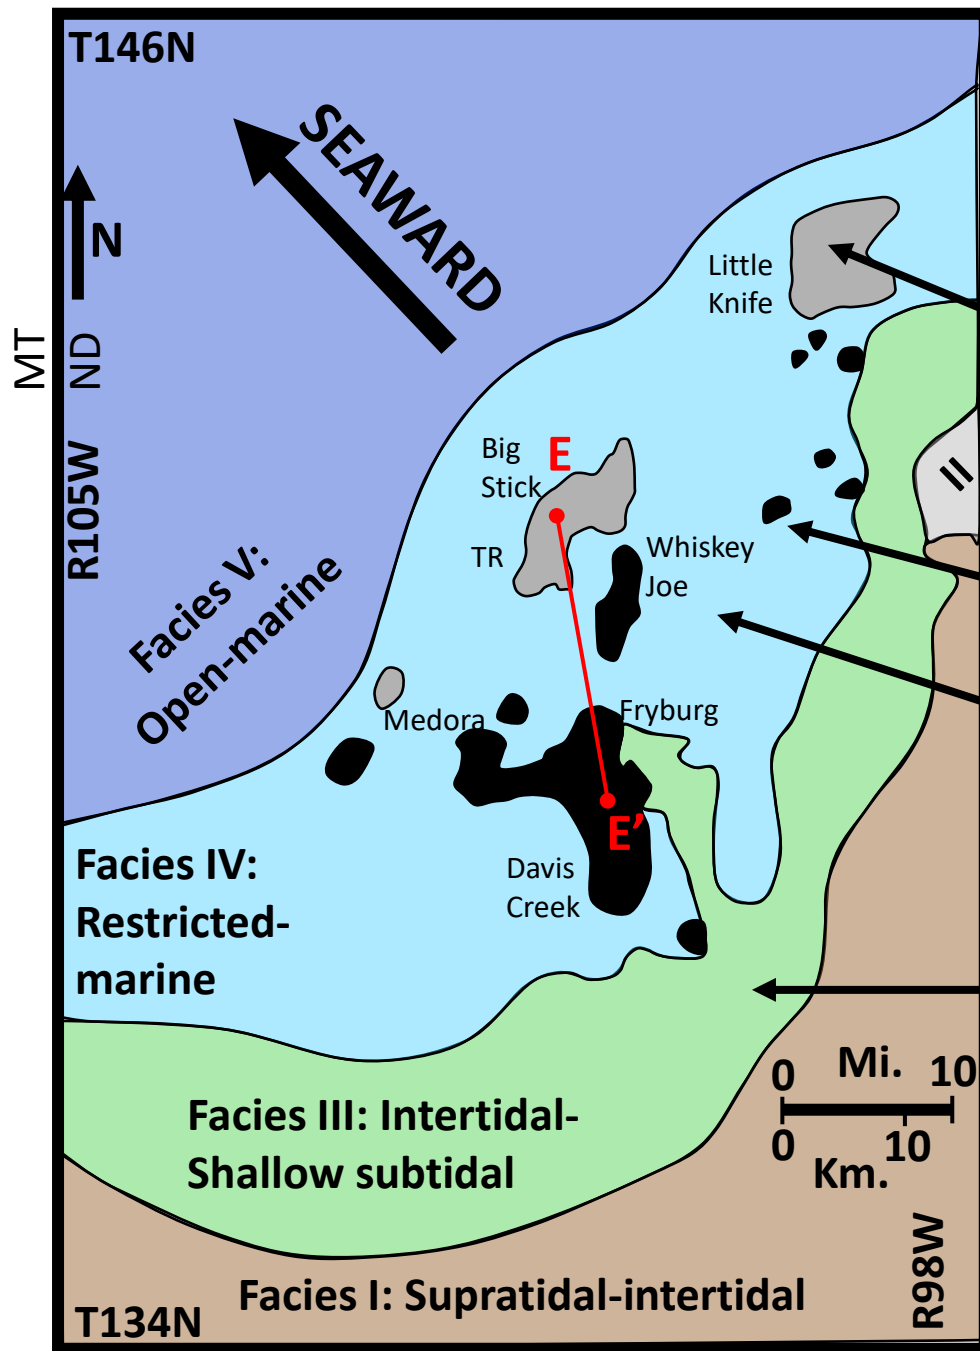 T146N
SEAWARD
N
MT
ND
R105W
Little
Knife
Big
Stick
E
TR
Whiskey
Joe
II
Facies V:
Open-marine
Medora
Fryburg
E’
Davis
Creek
Facies IV:
Restricted-
marine
0 Mi. 10
0 10
Km.
Facies III: Intertidal-
Shallow subtidal
R98W
Facies I: Supratidal-intertidal
T134N